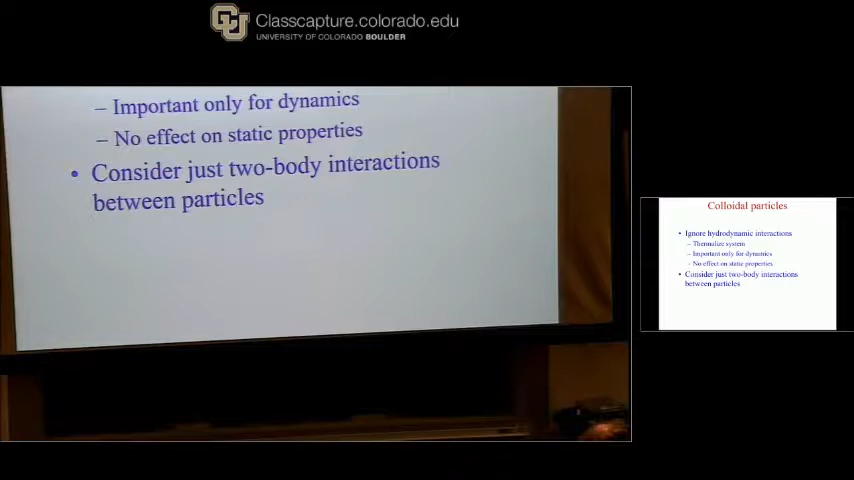 CU
Classcapture.colorado.edu
UNIVERSITY OF COLORADO BOULDER
– Important only for dynamics
– No effect on static properties
• Consider just two-body interactions
between particles
Colloidal particles
• Ignore hydrodynamic interactions
– Thermalize system
– Important only for dynamics
– No effect on static properties
• Consider just two-body interactions
between particles